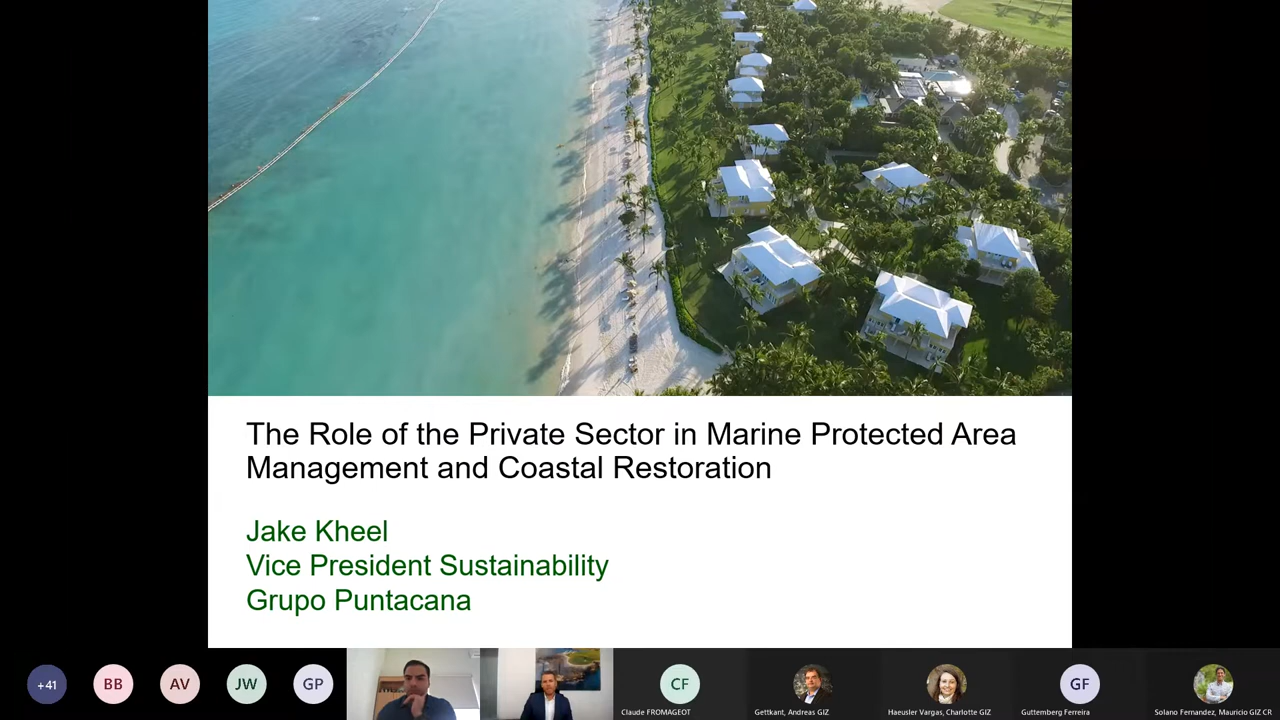 The Role of the Private Sector in Marine Protected Area
Management and Coastal Restoration
Jake Kheel
Vice President Sustainability
Grupo Puntacana
+41
BB
AV
JW
GP
CF
GF
Claude FROMAGEOT
Gettkant, Andreas GIZ
Haeusler Vargas, Charlotte GIZ
Guttemberg Ferreira
Solano Fernandez, Mauricio GIZ CR